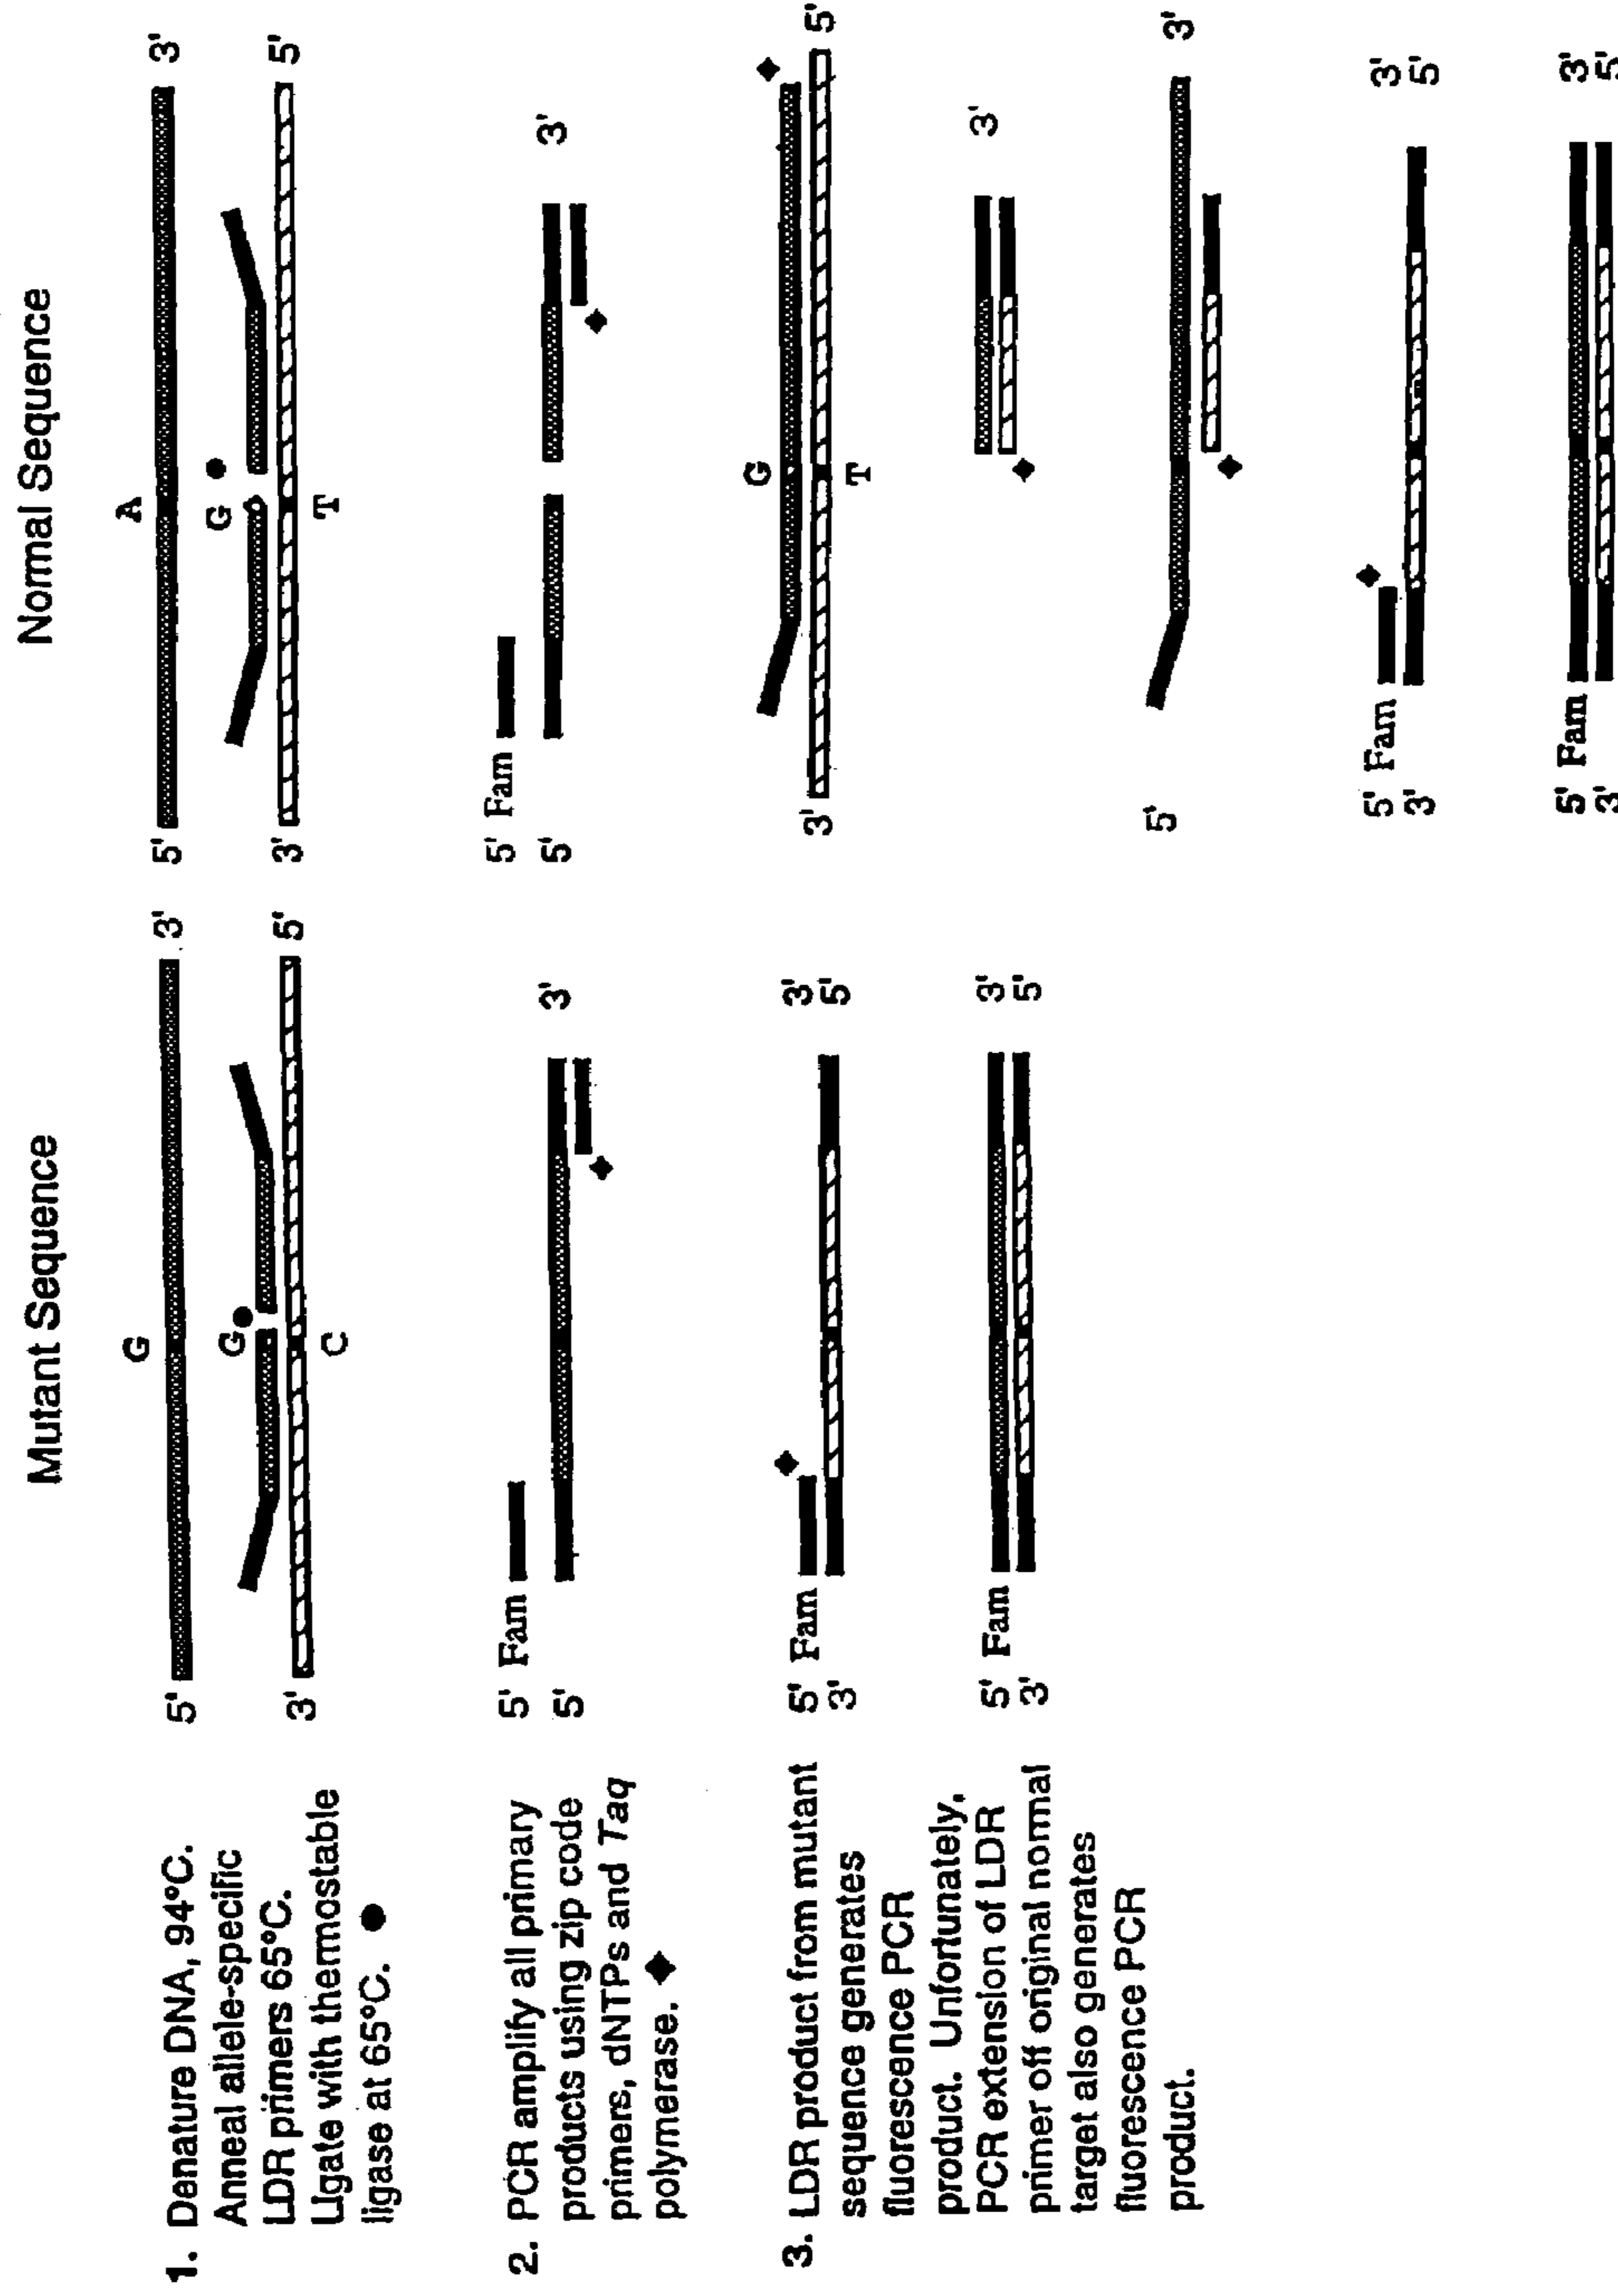 Mutant Sequence
Nomal Sequence
1. Denature DNA, 94°C.
Anneal allele-specific
LDR primers 65°C.
Ligate with themostable
ligase at 65°C. ●
5' 3'
G
G
3' 5'
C
5' 3'
A
G
3' 5'
T
2. PCR amplify all primary
products using zip code
primers, dNTPs and Taq
polymerase. ◆
5' Fam
5' 3'
5' Fam
5' 3'
3. LDR product from mutant
sequence generates
fluorescence PCR
product. Unfortunately,
PCR extension of LDR
primer off original normal
target also generates
fluorescence PCR
product.
5' Fam 3'
3' 5'
5' Fam 3'
3' 5'
G
3' 5'
T
3'
5' 3'
5' Fam 3'
3' 5'
5' Fam 3'
3' 5'